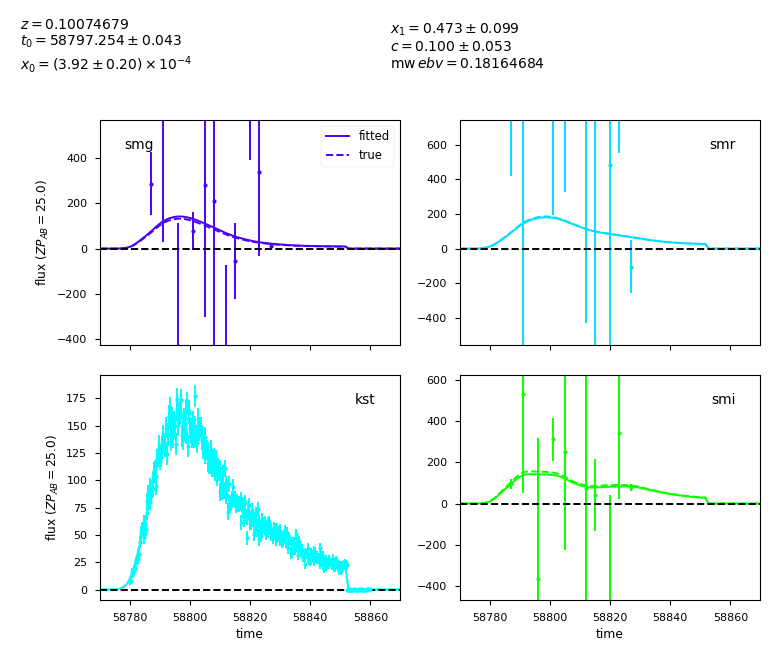 z = 0.10074679
t0 = 58797.254 ± 0.043
x0 = (3.92 ± 0.20) × 10^−4
x1 = 0.473 ± 0.099
c = 0.100 ± 0.053
mw ebv = 0.18164684
smg
fitted
true
400
200
0
−200
−400
flux (ZP_AB = 25.0)
smr
600
400
200
0
−200
−400
kst
175
150
125
100
75
50
25
0
flux (ZP_AB = 25.0)
58780 58800 58820 58840 58860
time
smi
600
400
200
0
−200
−400
58780 58800 58820 58840 58860
time